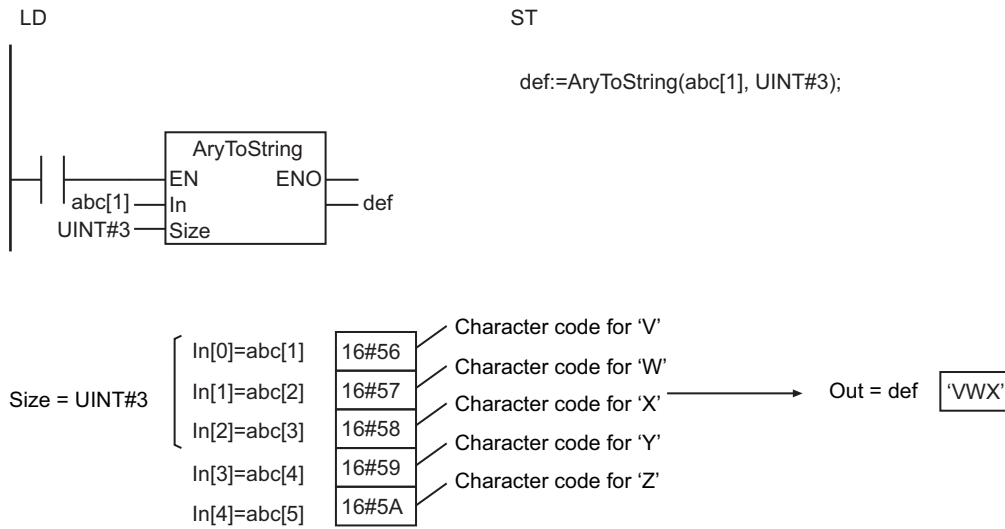 LD
ST
def:=AryToString(abc[1], UINT#3);
AryToString
EN ENO
abc[1] In def
UINT#3 Size
Character code for ‘V’
In[0]=abc[1] 16#56
Character code for ‘W’
Size = UINT#3 In[1]=abc[2] 16#57 Out = def ‘VWX’
Character code for ‘X’
In[2]=abc[3] 16#58
Character code for ‘Y’
In[3]=abc[4] 16#59
Character code for ‘Z’
In[4]=abc[5] 16#5A